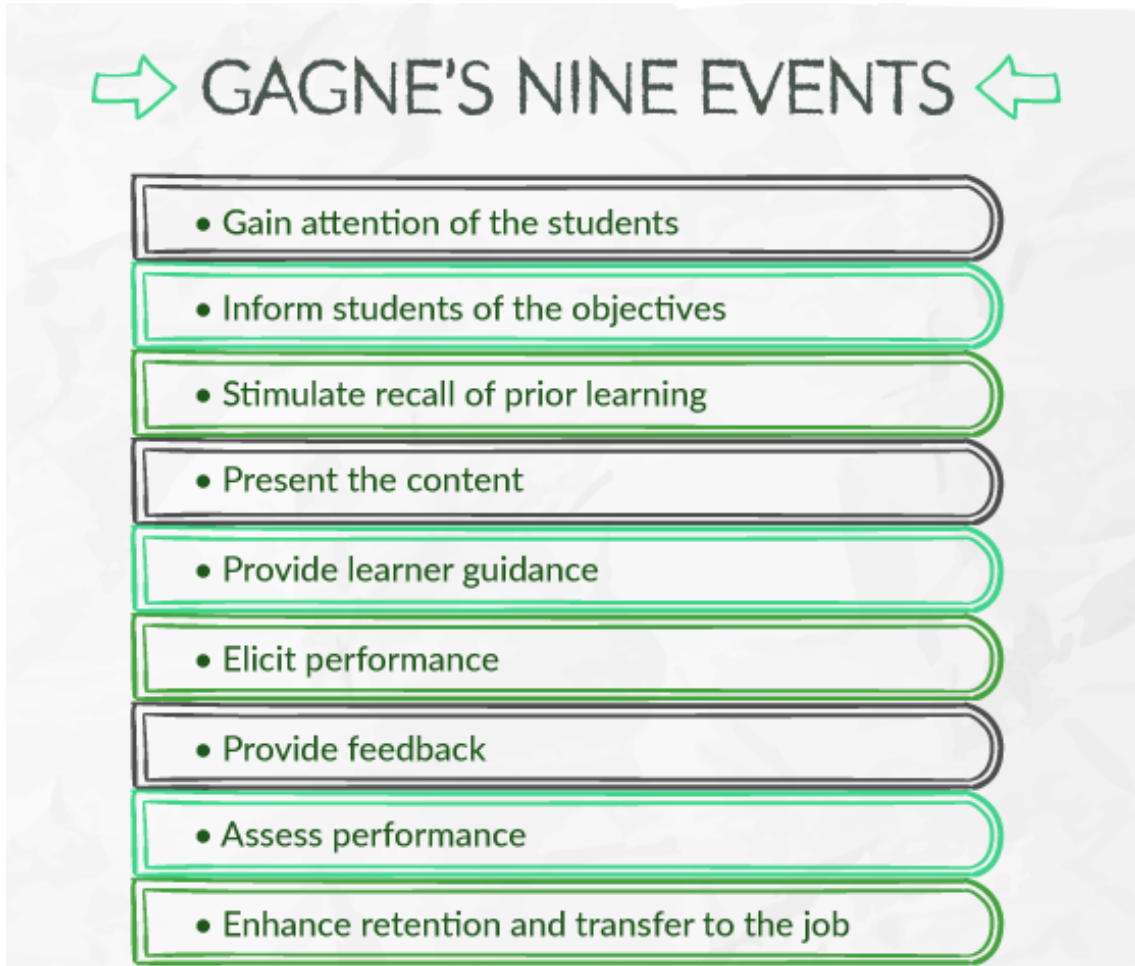 GAGNE'S NINE EVENTS
• Gain attention of the students
• Inform students of the objectives
• Stimulate recall of prior learning
• Present the content
• Provide learner guidance
• Elicit performance
• Provide feedback
• Assess performance
• Enhance retention and transfer to the job